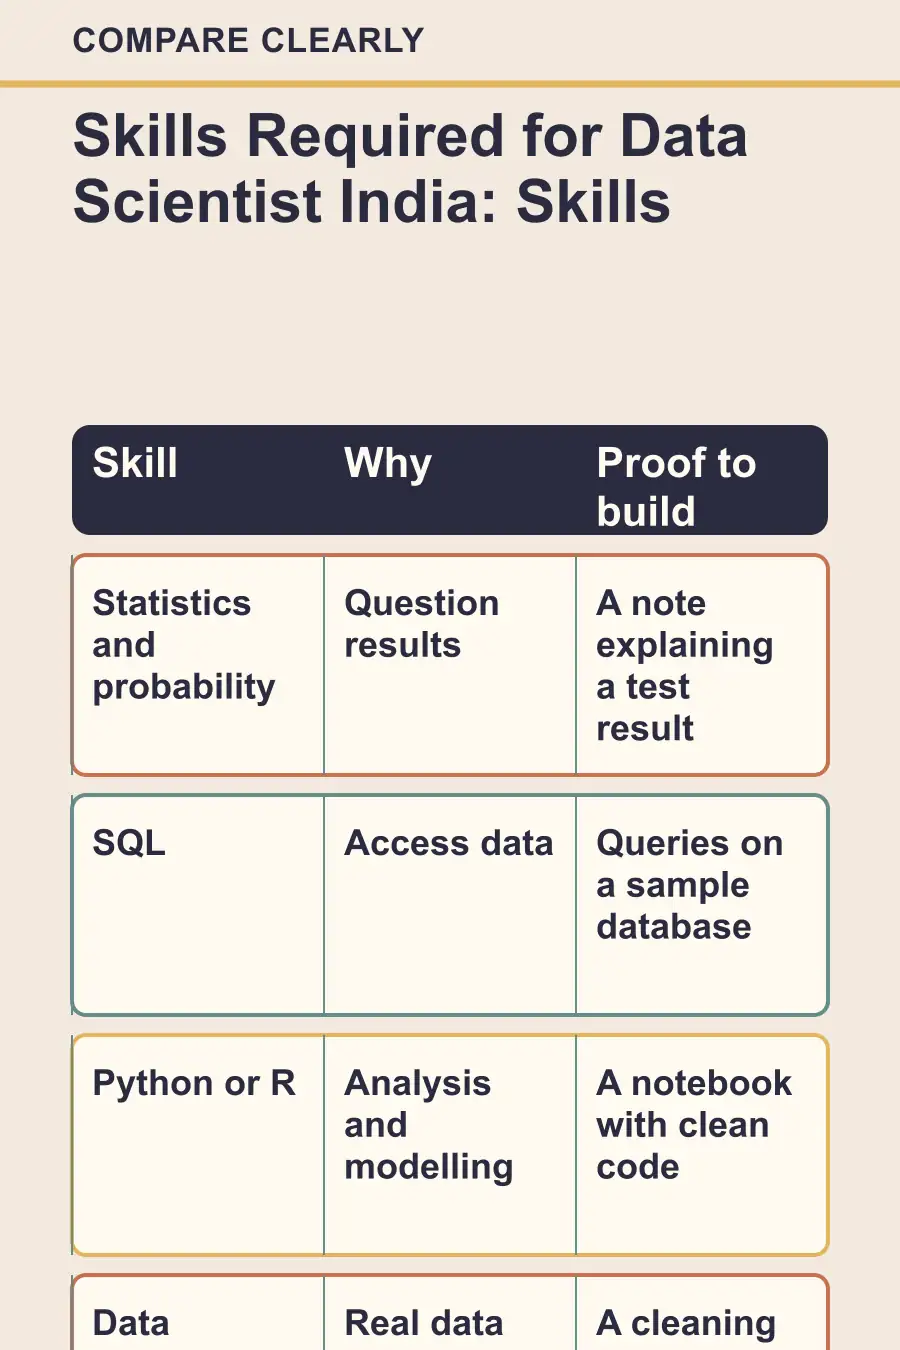 COMPARE CLEARLY
Skills Required for Data
Scientist India: Skills
Skill
Why
Proof to
build
Statistics
and
probability
Question
results
A note
explaining
a test
result
SQL
Access data
Queries on
a sample
database
Python or R
Analysis
and
modelling
A notebook
with clean
code
Data
Real data
A cleaning